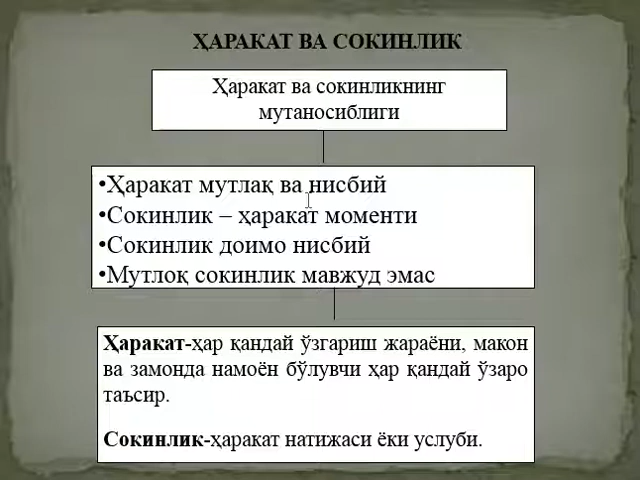 ҲАРАКАТ ВА СОКИНЛИК
Ҳаракат ва сокинликнинг
мутаносиблиги
•Ҳаракат мутлақ ва нисбий
•Сокинлик – ҳаракат моменти
•Сокинлик доимо нисбий
•Мутлоқ сокинлик мавжуд эмас
Ҳаракат-ҳар қандай ўзгариш жараёни, макон
ва замонда намоён бўлувчи ҳар қандай ўзаро
таъсир.
Сокинлик-ҳаракат натижаси ёки услуби.